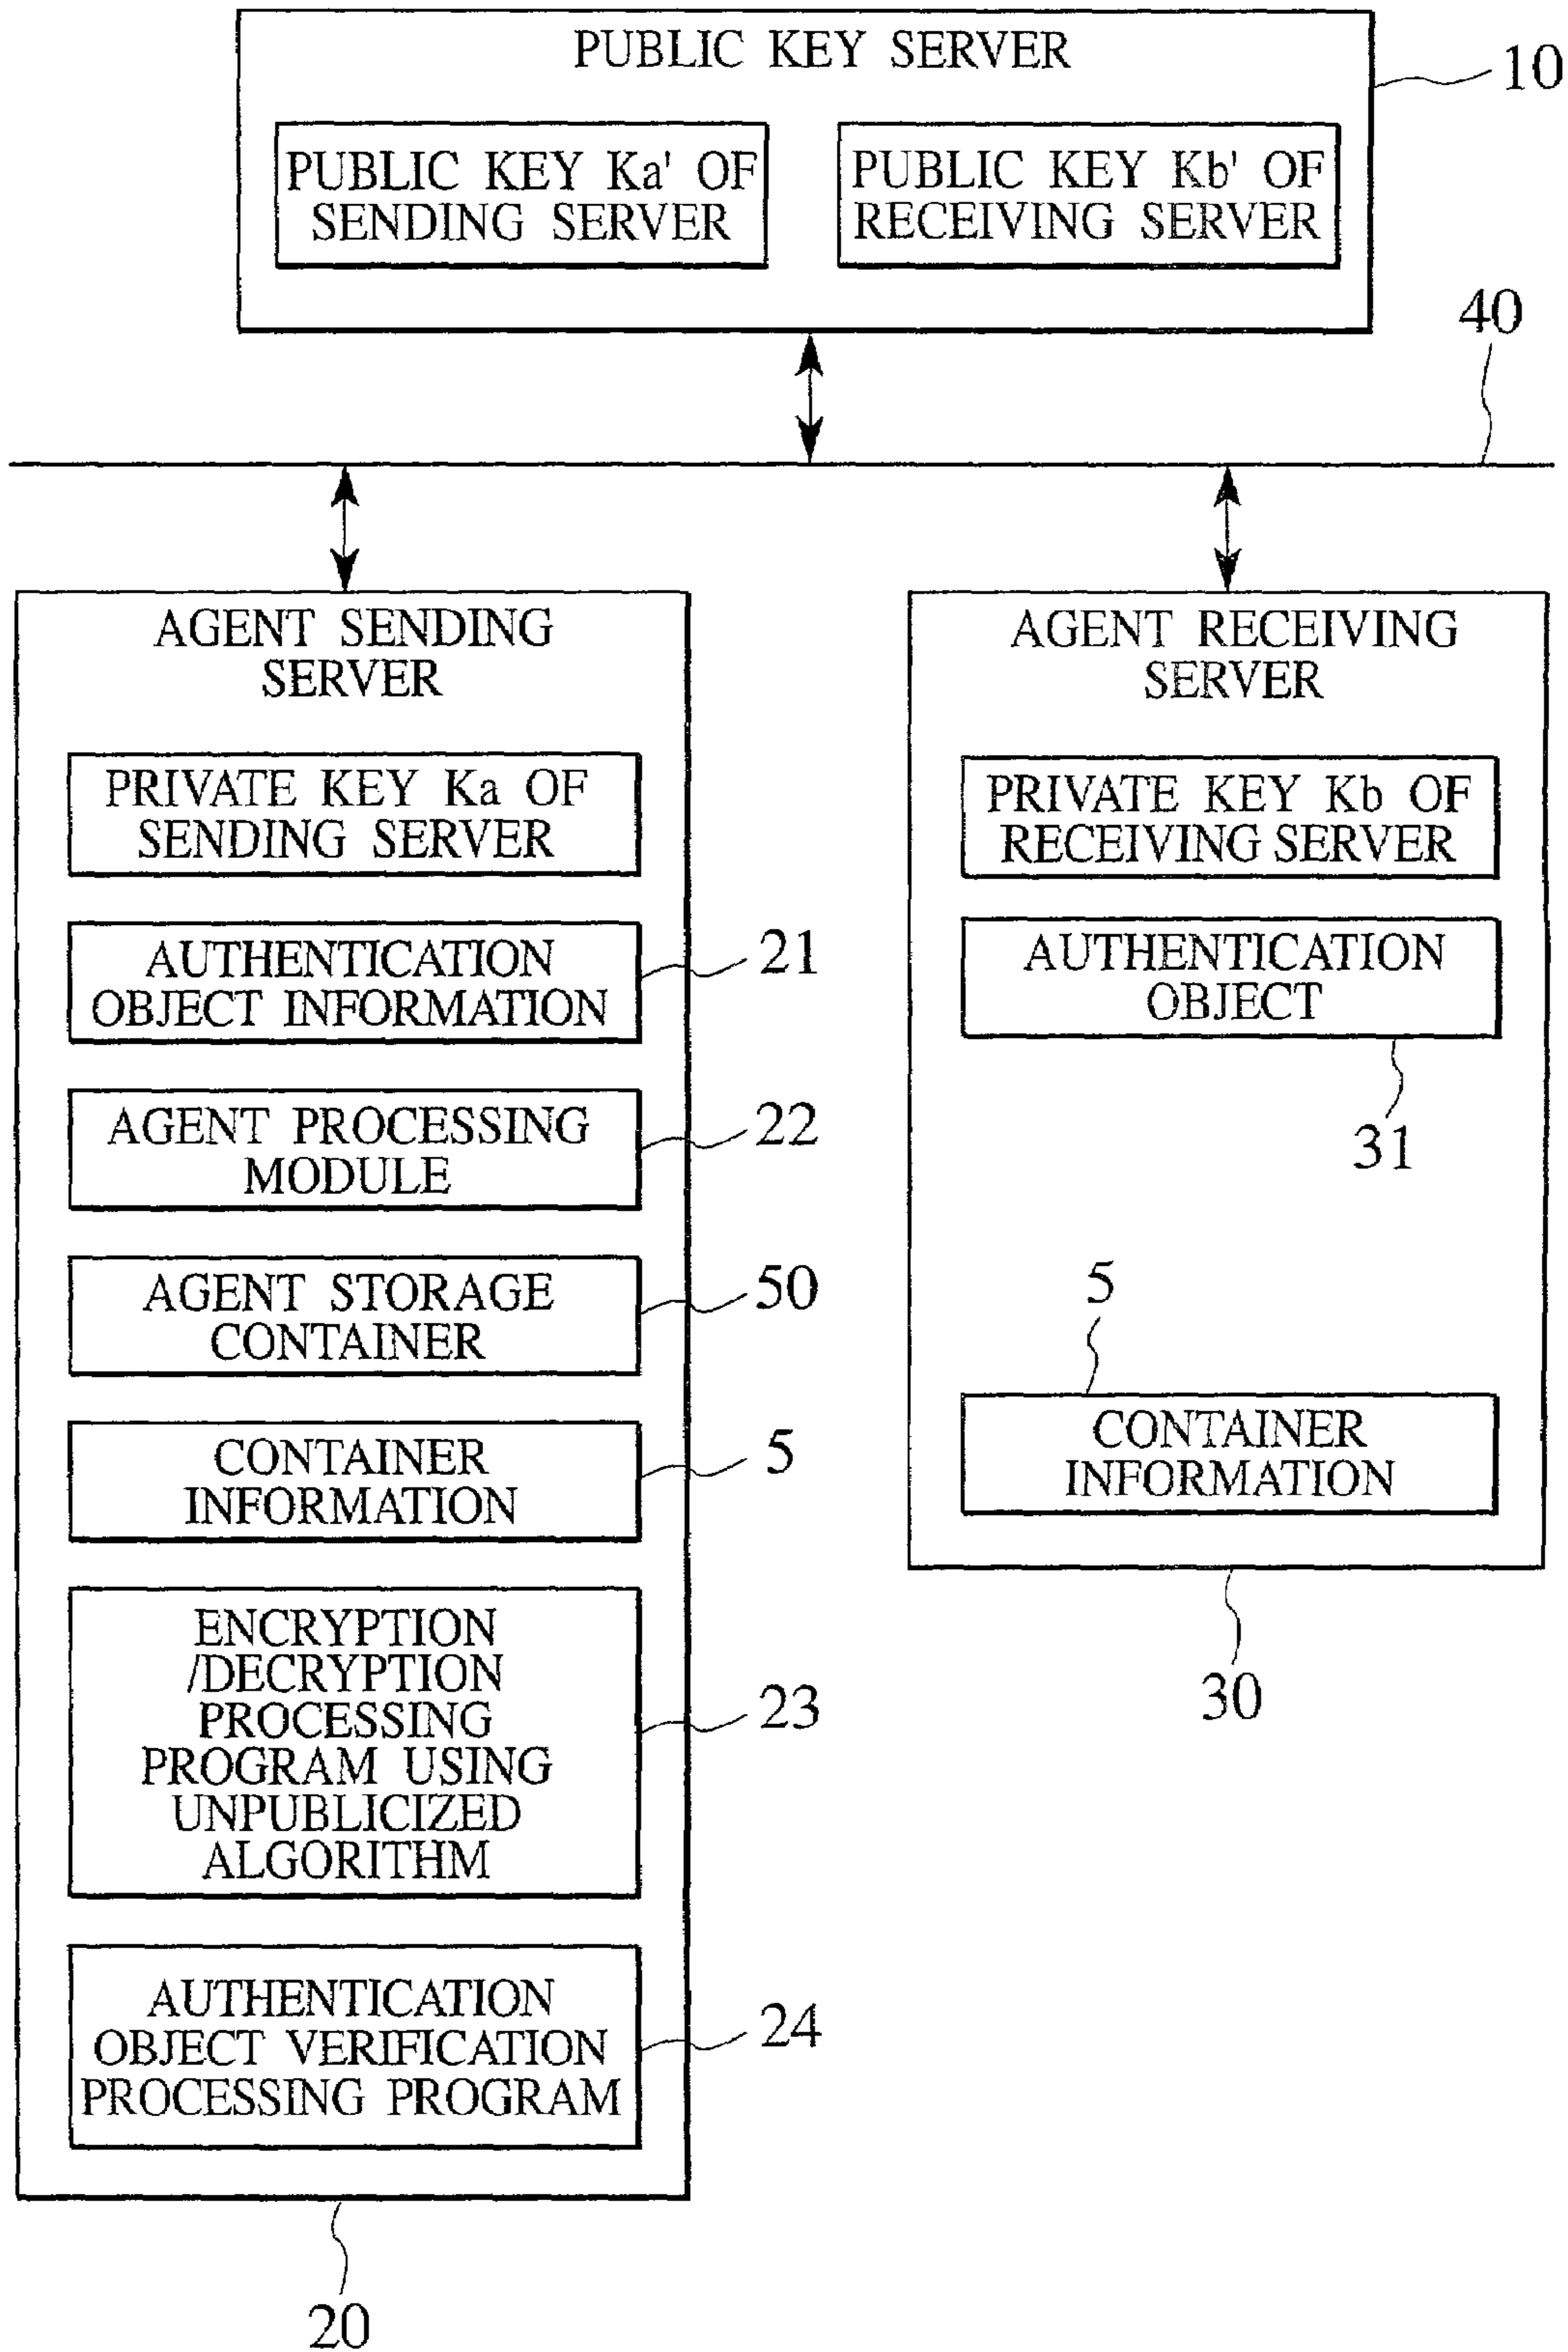 PUBLIC KEY SERVER
10
PUBLIC KEY Ka' OF
SENDING SERVER
PUBLIC KEY Kb' OF
RECEIVING SERVER
40
AGENT SENDING
SERVER
PRIVATE KEY Ka OF
SENDING SERVER
AUTHENTICATION
OBJECT INFORMATION
21
AGENT PROCESSING
MODULE
22
AGENT STORAGE
CONTAINER
50
CONTAINER
INFORMATION
5
ENCRYPTION
/DECRYPTION
PROCESSING
PROGRAM USING
UNPUBLICIZED
ALGORITHM
23
AUTHENTICATION
OBJECT VERIFICATION
PROCESSING PROGRAM
24
20
AGENT RECEIVING
SERVER
PRIVATE KEY Kb OF
RECEIVING SERVER
AUTHENTICATION
OBJECT
31
5
CONTAINER
INFORMATION
30